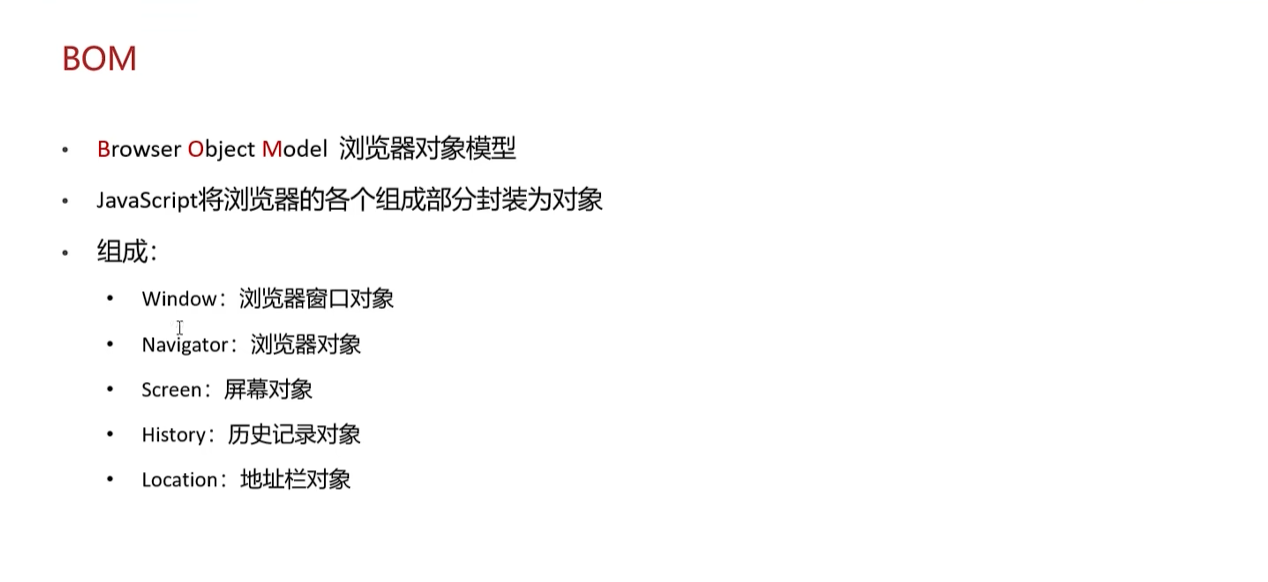 BOM
• Browser Object Model 浏览器对象模型
• JavaScript将浏览器的各个组成部分封装为对象
• 组成：
• Window：浏览器窗口对象
• Navigator：浏览器对象
• Screen：屏幕对象
• History：历史记录对象
• Location：地址栏对象